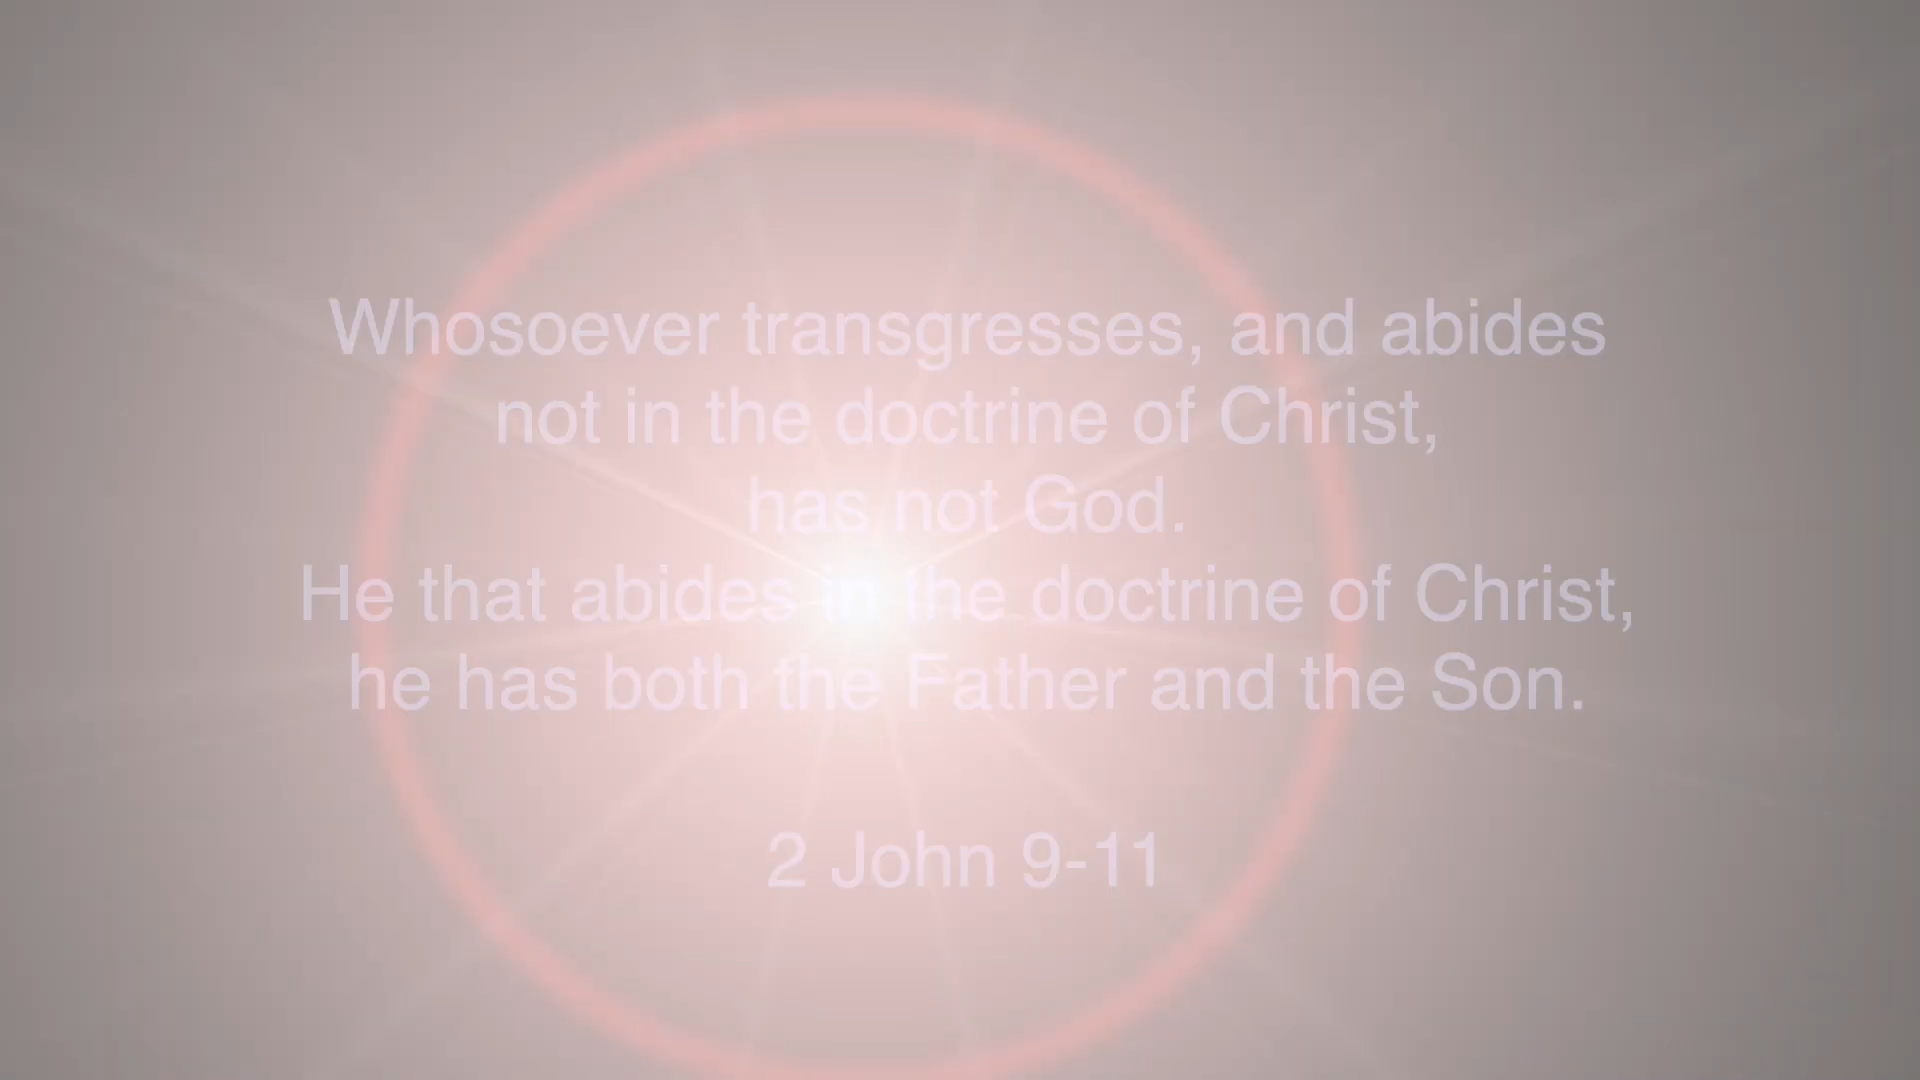 Whosoever transgresses, and abides
not in the doctrine of Christ,
has not God.
He that abides in the doctrine of Christ,
he has both the Father and the Son.
2 John 9-11